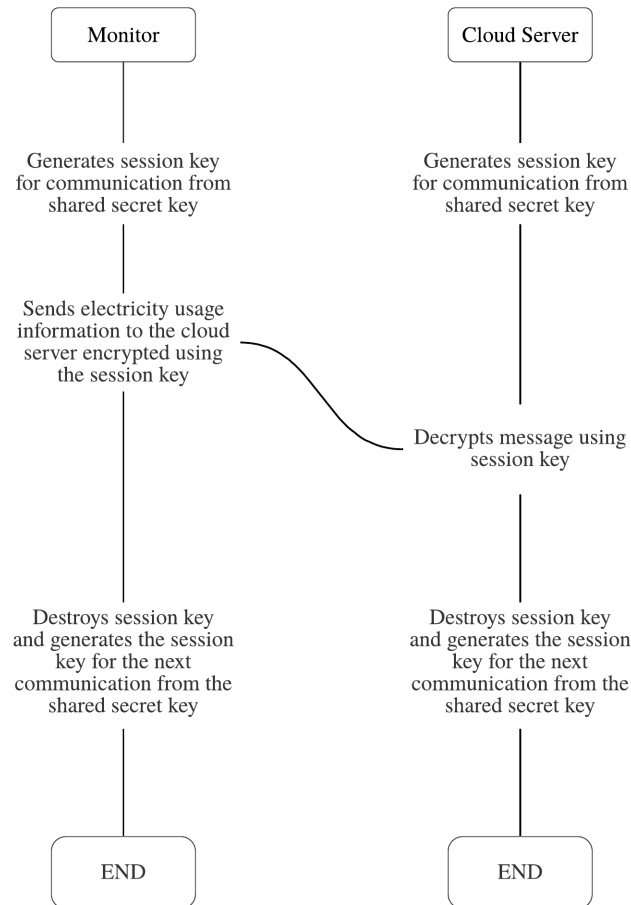 Monitor
Cloud Server
Generates session key
for communication from
shared secret key
Generates session key
for communication from
shared secret key
Sends electricity usage
information to the cloud
server encrypted using
the session key
Decrypts message using
session key
Destroys session key
and generates the session
key for the next
communication from the
shared secret key
Destroys session key
and generates the session
key for the next
communication from the
shared secret key
END
END